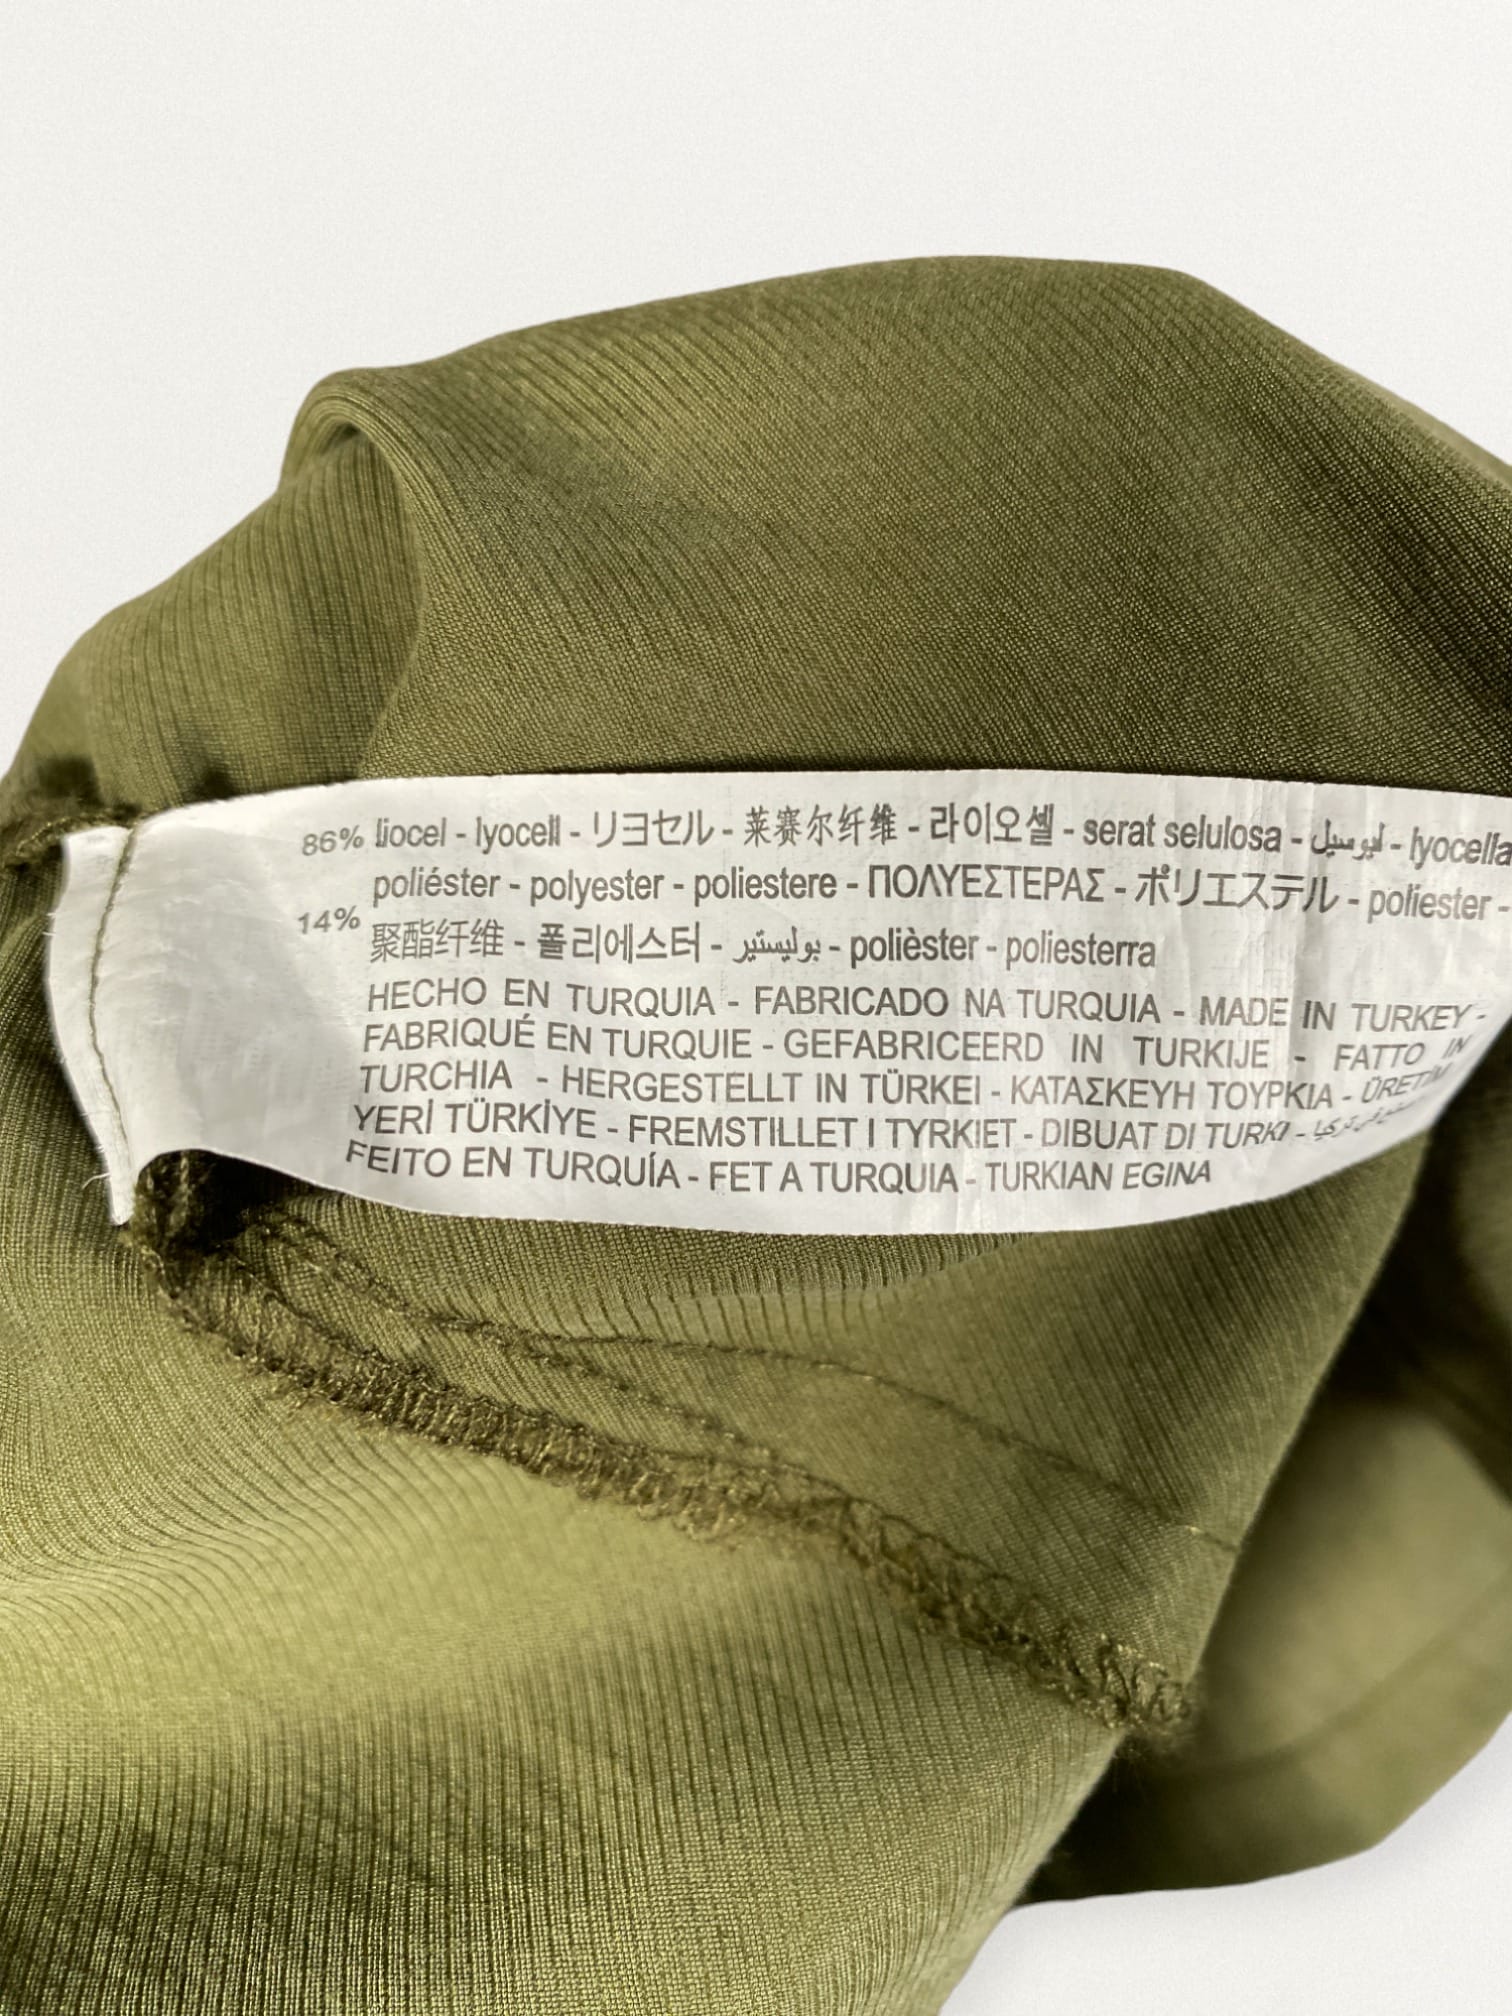 86% liocel - lyocell - リヨセル - 莱赛尔纤维 - 라이오셀 - serat selulosa - ليوسيل - lyocella
poliéster - polyester - poliestere - ΠΟΛΥΕΣΤΕΡΑΣ - ポリエステル - poliester -
14% 聚酯纤维 - 폴리에스터 - بوليستير - polièster - poliesterra
HECHO EN TURQUIA - FABRICADO NA TURQUIA - MADE IN TURKEY -
FABRIQUÉ EN TURQUIE - GEFABRICEERD IN TURKIJE - FATTO IN
TURCHIA - HERGESTELLT IN TÜRKEI - ΚΑΤΑΣΚΕΥΗ ΤΟΥΡΚΙΑ - ÜRETİM
YERİ TÜRKİYE - FREMSTILLET I TYRKIET - DIBUAT DI TURKI -
FEITO EN TURQUÍA - FET A TURQUIA - TURKIAN EGINA